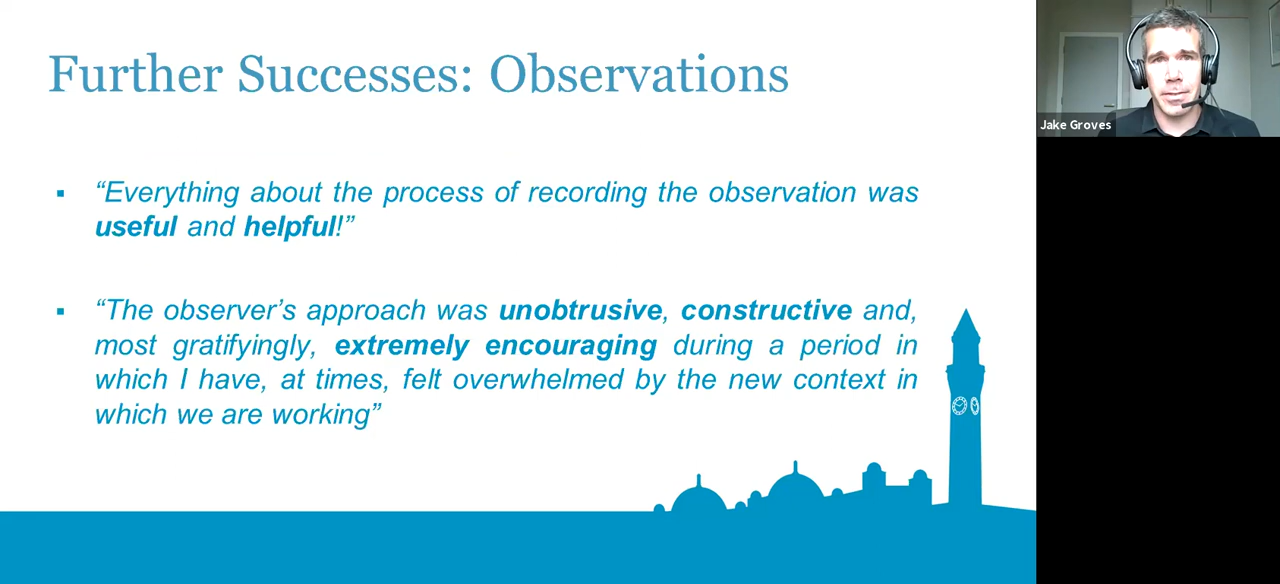 Further Successes: Observations
Jake Groves
▪ “Everything about the process of recording the observation was
useful and helpful!”
▪ “The observer’s approach was unobtrusive, constructive and,
most gratifyingly, extremely encouraging during a period in
which I have, at times, felt overwhelmed by the new context in
which we are working”